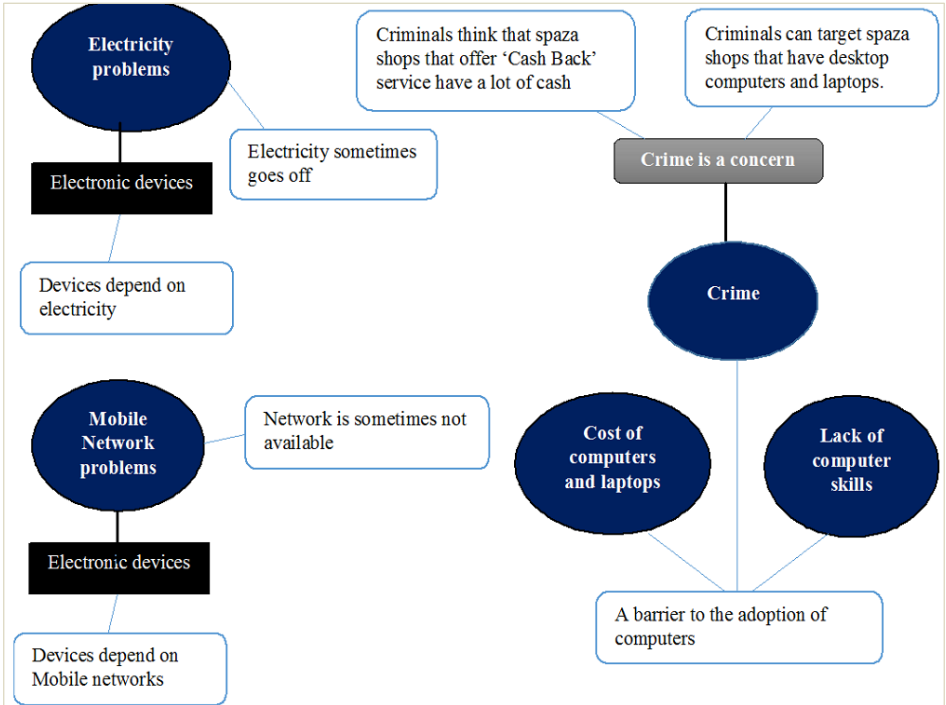 Electricity
problems
Electronic devices
Electricity sometimes
goes off
Devices depend on
electricity
Mobile
Network
problems
Network is sometimes not
available
Electronic devices
Devices depend on
Mobile networks
Criminals think that spaza
shops that offer ‘Cash Back’
service have a lot of cash
Criminals can target spaza
shops that have desktop
computers and laptops.
Crime is a concern
Crime
Cost of
computers
and laptops
Lack of
computer
skills
A barrier to the adoption of
computers